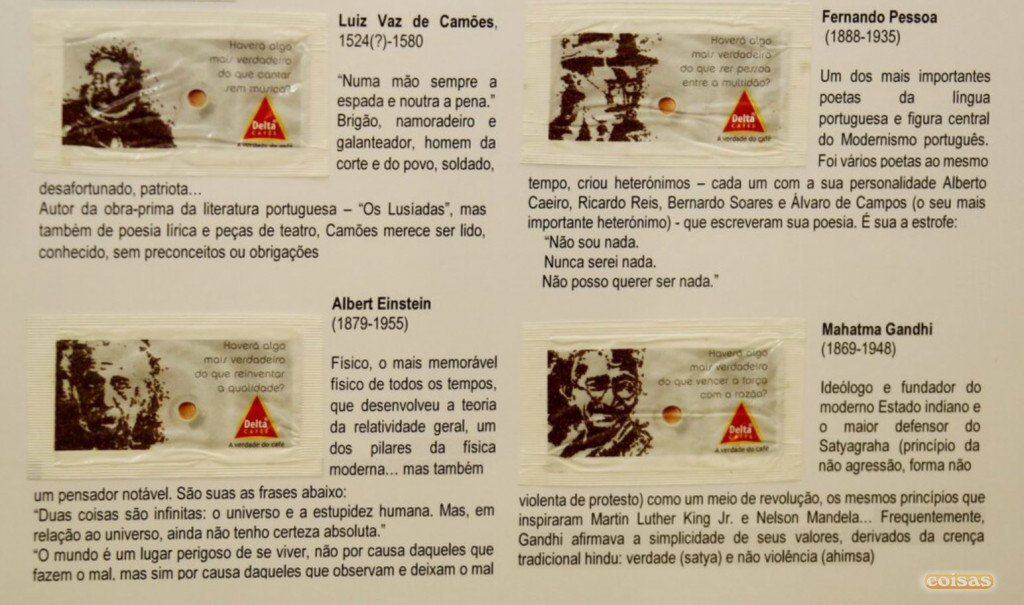 Luiz Vaz de Camões,
1524(?)-1580
Haverá algo
mais verdadeiro
do que cantar
sem música?
Delta
CAFÉS
A verdade do café
"Numa mão sempre a
espada e noutra a pena."
Brigão, namoradeiro e
galanteador, homem da
corte e do povo, soldado,
desafortunado, patriota...
Autor da obra-prima da literatura portuguesa – "Os Lusíadas", mas
também de poesia lírica e peças de teatro, Camões merece ser lido,
conhecido, sem preconceitos ou obrigações
Fernando Pessoa
(1888-1935)
Haverá algo
mais verdadeiro
do que ser pessoa
entre a multidão?
Delta
CAFÉS
A verdade do café
Um dos mais importantes
poetas da língua
portuguesa e figura central
do Modernismo português.
Foi vários poetas ao mesmo
tempo, criou heterónimos – cada um com a sua personalidade Alberto
Caeiro, Ricardo Reis, Bernardo Soares e Álvaro de Campos (o seu mais
importante heterónimo) - que escreveram sua poesia. É sua a estrofe:
"Não sou nada.
Nunca serei nada.
Não posso querer ser nada."
Albert Einstein
(1879-1955)
Haverá algo
mais verdadeiro
do que reinventar
a qualidade?
Delta
CAFÉS
A verdade do café
Físico, o mais memorável
físico de todos os tempos,
que desenvolveu a teoria
da relatividade geral, um
dos pilares da física
moderna... mas também
um pensador notável. São suas as frases abaixo:
"Duas coisas são infinitas: o universo e a estupidez humana. Mas, em
relação ao universo, ainda não tenho certeza absoluta."
"O mundo é um lugar perigoso de se viver, não por causa daqueles que
fazem o mal, mas sim por causa daqueles que observam e deixam o mal
Mahatma Gandhi
(1869-1948)
Haverá algo
mais verdadeiro
do que vencer a força
com a razão?
Delta
CAFÉS
A verdade do café
Ideólogo e fundador do
moderno Estado indiano e
o maior defensor do
Satyagraha (princípio da
não agressão, forma não
violenta de protesto) como um meio de revolução, os mesmos princípios que
inspiraram Martin Luther King Jr. e Nelson Mandela... Frequentemente,
Gandhi afirmava a simplicidade de seus valores, derivados da crença
tradicional hindu: verdade (satya) e não violência (ahimsa)
coisas